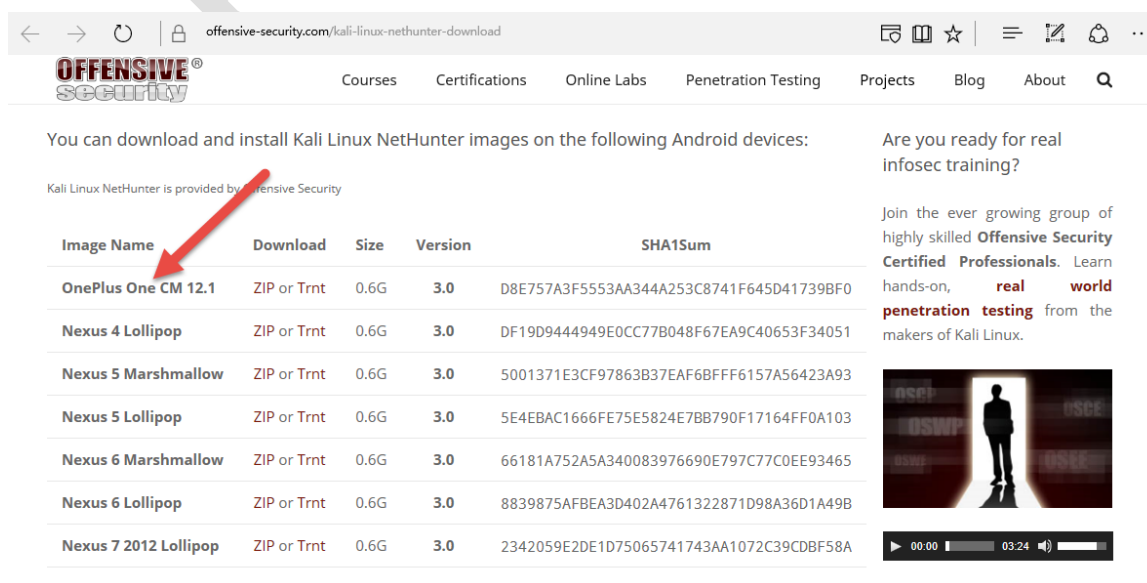 offensive-security.com/kali-linux-nethunter-download
OFFENSIVE®
security
Courses Certifications Online Labs Penetration Testing Projects Blog About
You can download and install Kali Linux NetHunter images on the following Android devices:
Kali Linux NetHunter is provided by Offensive Security
Image Name Download Size Version SHA1Sum
OnePlus One CM 12.1 ZIP or Trnt 0.6G 3.0 D8E757A3F5553AA344A253C8741F645D41739BF0
Nexus 4 Lollipop ZIP or Trnt 0.6G 3.0 DF19D9444949E0CC77B048F67EA9C40653F34051
Nexus 5 Marshmallow ZIP or Trnt 0.6G 3.0 5001371E3CF97863B37EAF6BFFF6157A56423A93
Nexus 5 Lollipop ZIP or Trnt 0.6G 3.0 5E4EBAC1666FE75E5824E7BB790F17164FF0A103
Nexus 6 Marshmallow ZIP or Trnt 0.6G 3.0 66181A752A5A340083976690E797C77C0EE93465
Nexus 6 Lollipop ZIP or Trnt 0.6G 3.0 8839875AFBEA3D402A4761322871D98A36D1A49B
Nexus 7 2012 Lollipop ZIP or Trnt 0.6G 3.0 2342059E2DE1D75065741743AA1072C39CDBF58A
Are you ready for real
infosec training?
Join the ever growing group of
highly skilled Offensive Security
Certified Professionals. Learn
hands-on, real world
penetration testing from the
makers of Kali Linux.
OSCP
OSCE
OSWP
OSWE
OSEE
00:00 03:24